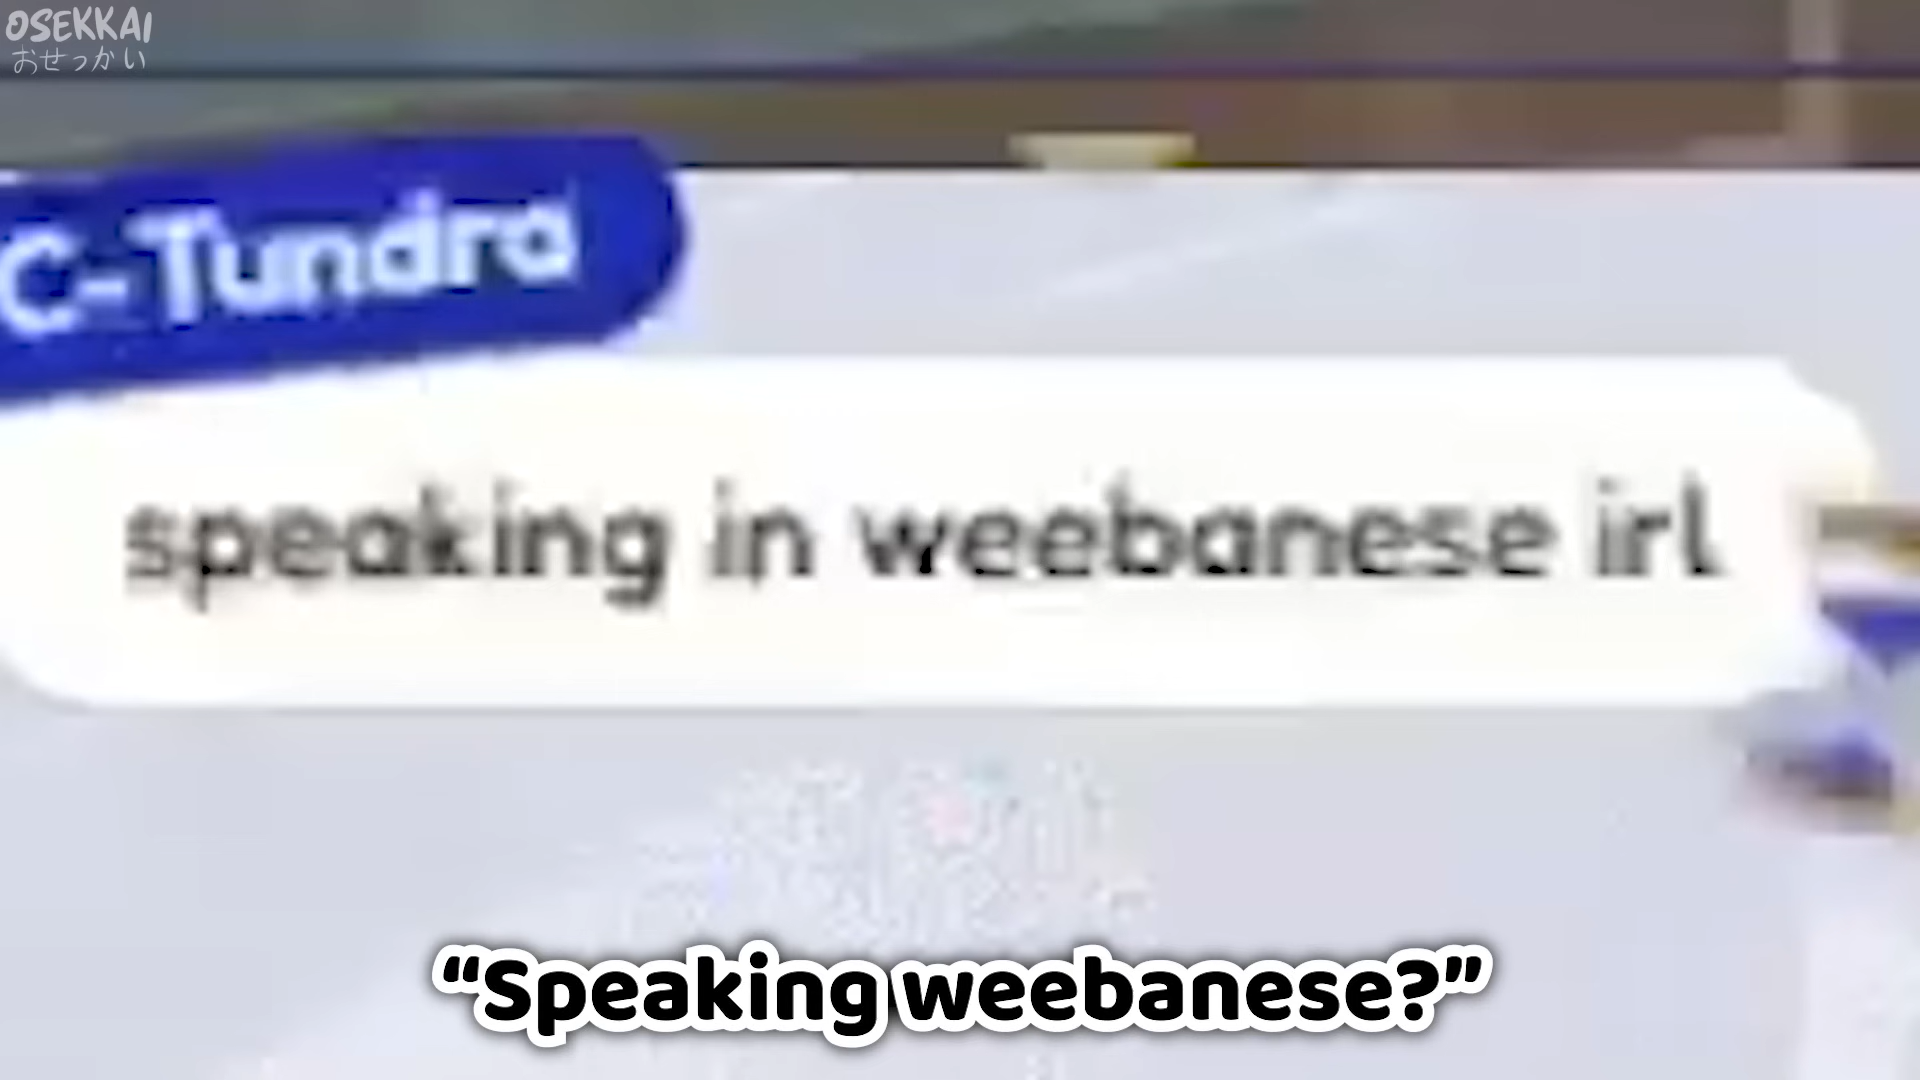 OSEKKAI
おせっかい
C-Tundra
speaking in weebanese irl
“Speaking weebanese?”